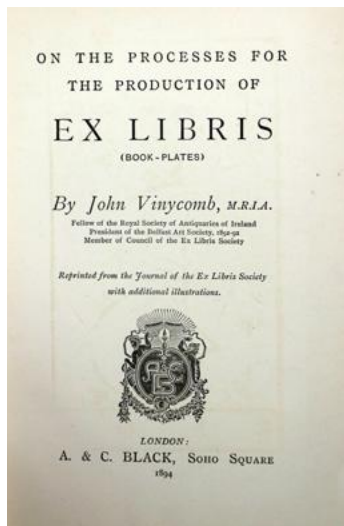 ON THE PROCESSES FOR
THE PRODUCTION OF
EX LIBRIS
(BOOK-PLATES)
By John Vinycomb, M.R.I.A.
Fellow of the Royal Society of Antiquaries of Ireland
President of the Belfast Art Society, 1891-92
Member of Council of the Ex Libris Society
Reprinted from the Journal of the Ex Libris Society
with additional illustrations.
LONDON:
A. & C. BLACK, SOHO SQUARE
1894